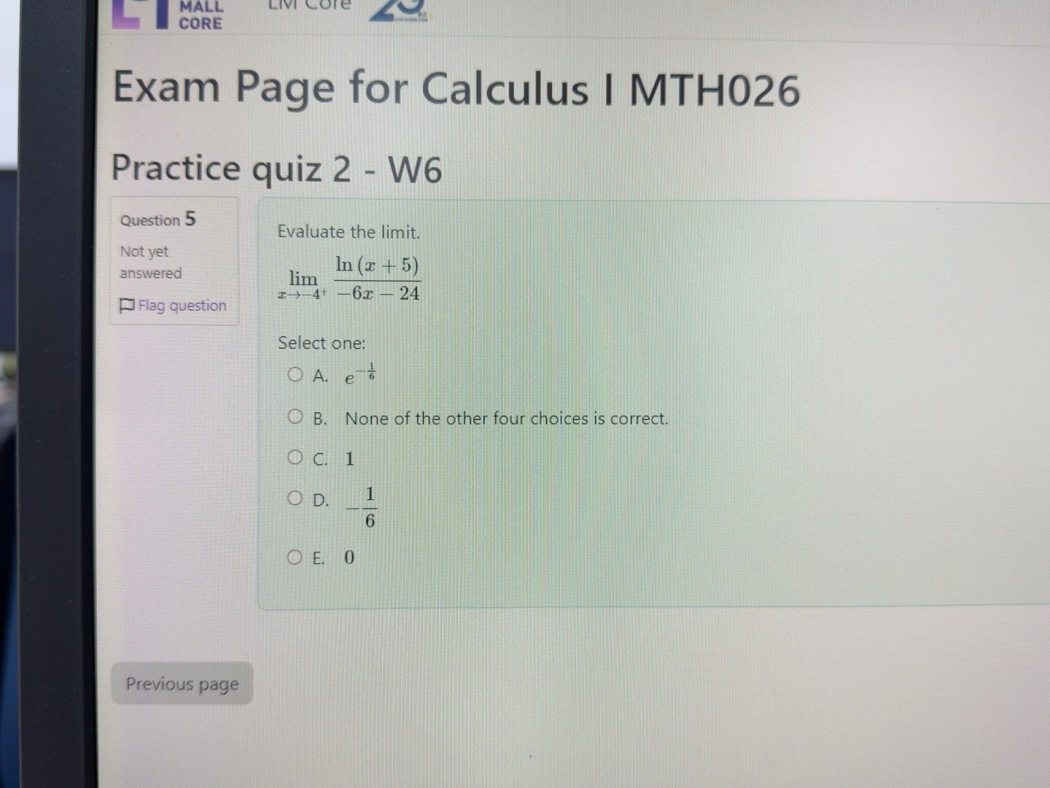 MALL
CORE
LM Core
Exam Page for Calculus I MTH026
Practice quiz 2 - W6
Question 5
Not yet
answered
Flag question
Evaluate the limit.
lim x→-4⁺ ln (x + 5) / -6x - 24
Select one:
A. e^{-1/6}
B. None of the other four choices is correct.
C. 1
D. -1/6
E. 0
Previous page